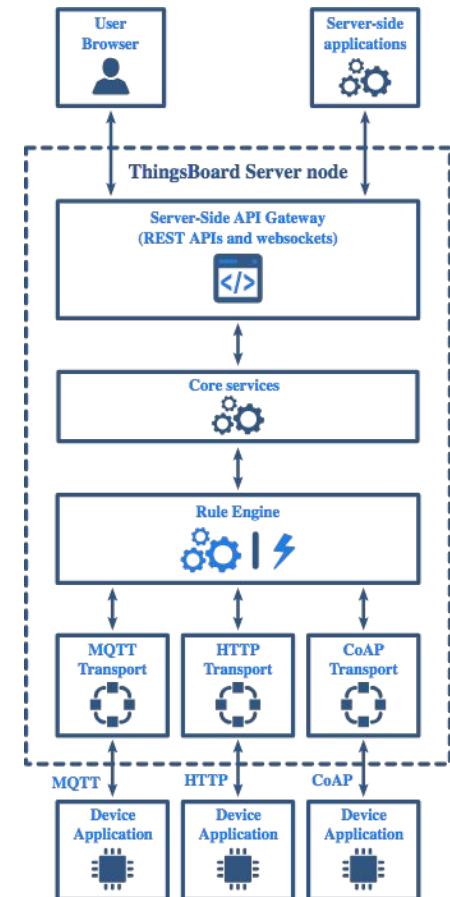 User
Browser
Server-side
applications
ThingsBoard Server node
Server-Side API Gateway
(REST APIs and websockets)
</>
Core services
Rule Engine
MQTT
Transport
HTTP
Transport
CoAP
Transport
MQTT
HTTP
CoAP
Device
Application
Device
Application
Device
Application